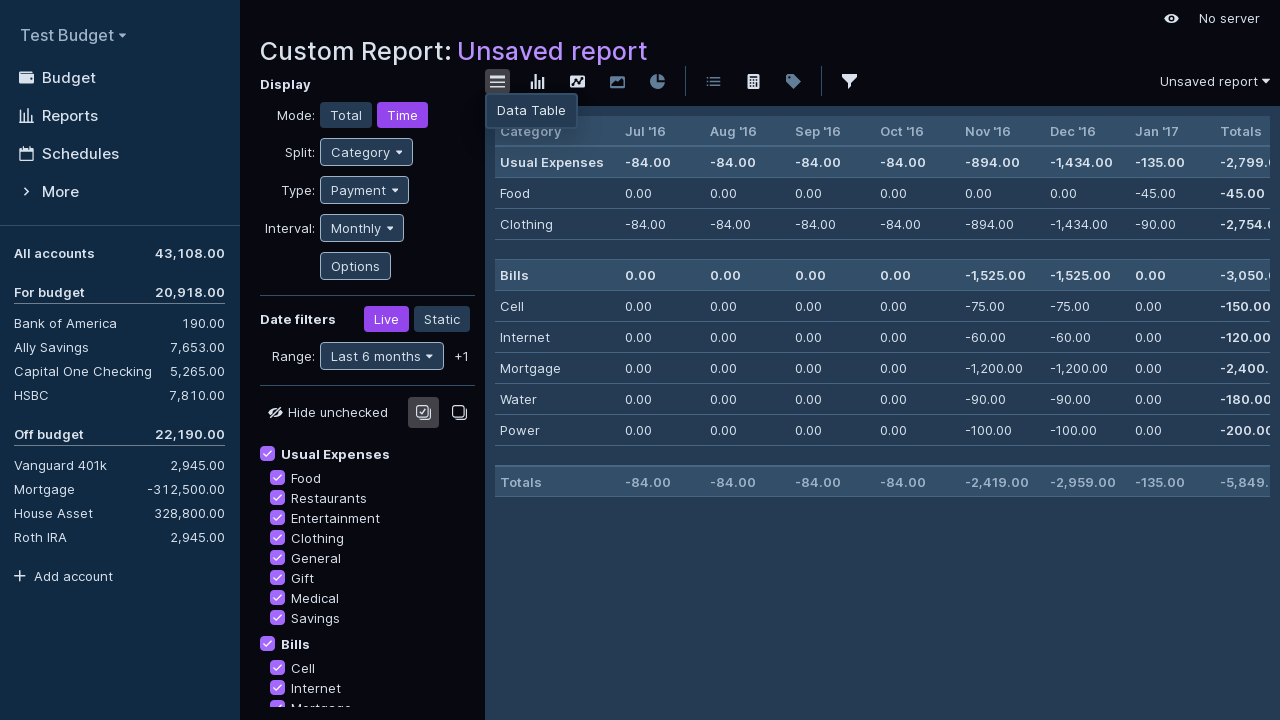 Test Budget
Budget
Reports
Schedules
More
All accounts 43,108.00
For budget 20,918.00
Bank of America 190.00
Ally Savings 7,653.00
Capital One Checking 5,265.00
HSBC 7,810.00
Off budget 22,190.00
Vanguard 401k 2,945.00
Mortgage -312,500.00
House Asset 328,800.00
Roth IRA 2,945.00
Add account
No server
Custom Report: Unsaved report
Display
Mode: Total Time
Split: Category
Type: Payment
Interval: Monthly
Options
Date filters Live Static
Range: Last 6 months +1
Hide unchecked
Usual Expenses
Food
Restaurants
Entertainment
Clothing
General
Gift
Medical
Savings
Bills
Cell
Internet
Mortgage
Unsaved report
Data Table
Category Jul '16 Aug '16 Sep '16 Oct '16 Nov '16 Dec '16 Jan '17 Totals
Usual Expenses -84.00 -84.00 -84.00 -84.00 -894.00 -1,434.00 -135.00 -2,799.0
Food 0.00 0.00 0.00 0.00 0.00 0.00 -45.00 -45.00
Clothing -84.00 -84.00 -84.00 -84.00 -894.00 -1,434.00 -90.00 -2,754.0
Bills 0.00 0.00 0.00 0.00 -1,525.00 -1,525.00 0.00 -3,050.0
Cell 0.00 0.00 0.00 0.00 -75.00 -75.00 0.00 -150.00
Internet 0.00 0.00 0.00 0.00 -60.00 -60.00 0.00 -120.00
Mortgage 0.00 0.00 0.00 0.00 -1,200.00 -1,200.00 0.00 -2,400.
Water 0.00 0.00 0.00 0.00 -90.00 -90.00 0.00 -180.00
Power 0.00 0.00 0.00 0.00 -100.00 -100.00 0.00 -200.00
Totals -84.00 -84.00 -84.00 -84.00 -2,419.00 -2,959.00 -135.00 -5,849.